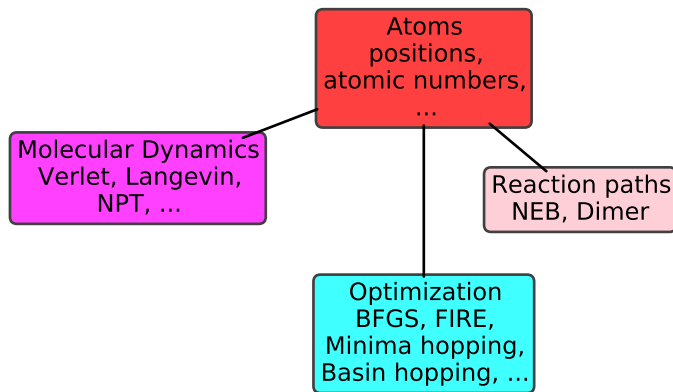 Atoms
positions,
atomic numbers,
...
Molecular Dynamics
Verlet, Langevin,
NPT, ...
Reaction paths
NEB, Dimer
Optimization
BFGS, FIRE,
Minima hopping,
Basin hopping, ...